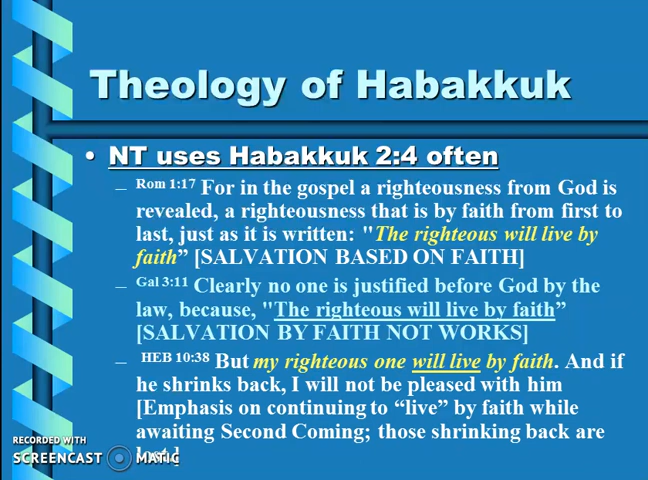 Theology of Habakkuk
• NT uses Habakkuk 2:4 often
– Rom 1:17 For in the gospel a righteousness from God is
revealed, a righteousness that is by faith from first to
last, just as it is written: "The righteous will live by
faith” [SALVATION BASED ON FAITH]
– Gal 3:11 Clearly no one is justified before God by the
law, because, "The righteous will live by faith”
[SALVATION BY FAITH NOT WORKS]
– HEB 10:38 But my righteous one will live by faith. And if
he shrinks back, I will not be pleased with him
[Emphasis on continuing to “live” by faith while
awaiting Second Coming; those shrinking back are
RECORDED WITH
SCREENCAST MATIC